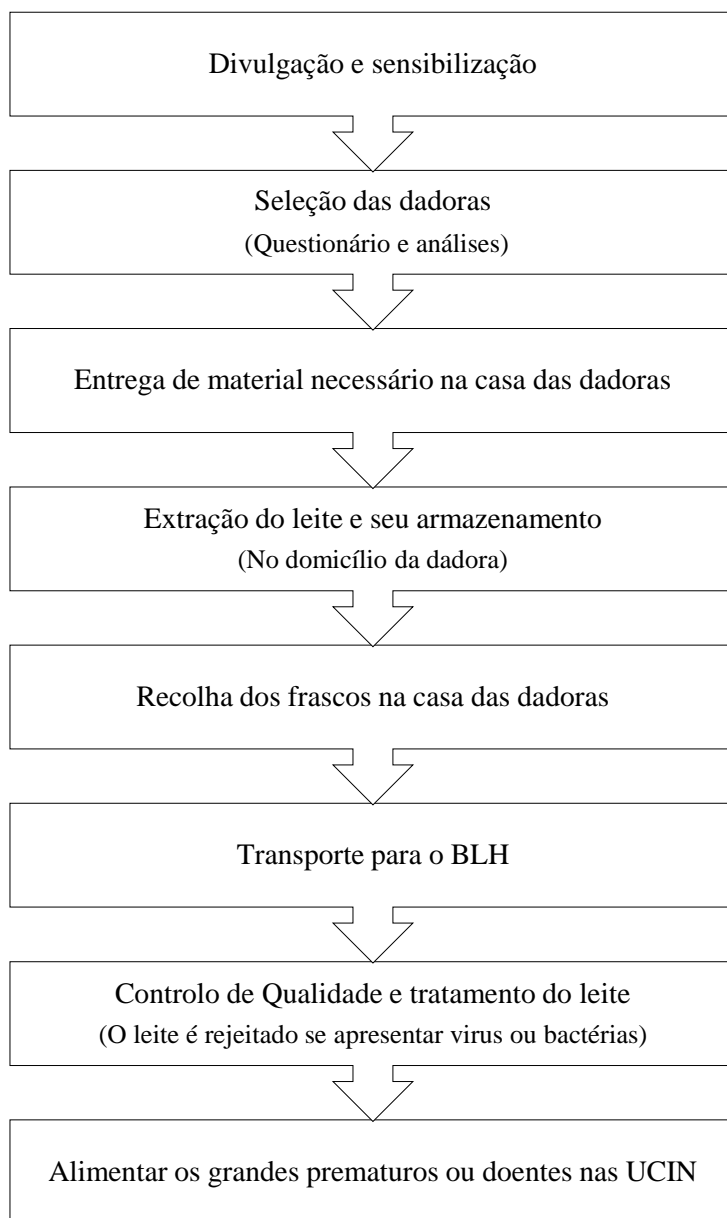 Divulgação e sensibilização
Seleção das dadoras
(Questionário e análises)
Entrega de material necessário na casa das dadoras
Extração do leite e seu armazenamento
(No domicílio da dadora)
Recolha dos frascos na casa das dadoras
Transporte para o BLH
Controlo de Qualidade e tratamento do leite
(O leite é rejeitado se apresentar virus ou bactérias)
Alimentar os grandes prematuros ou doentes nas UCIN